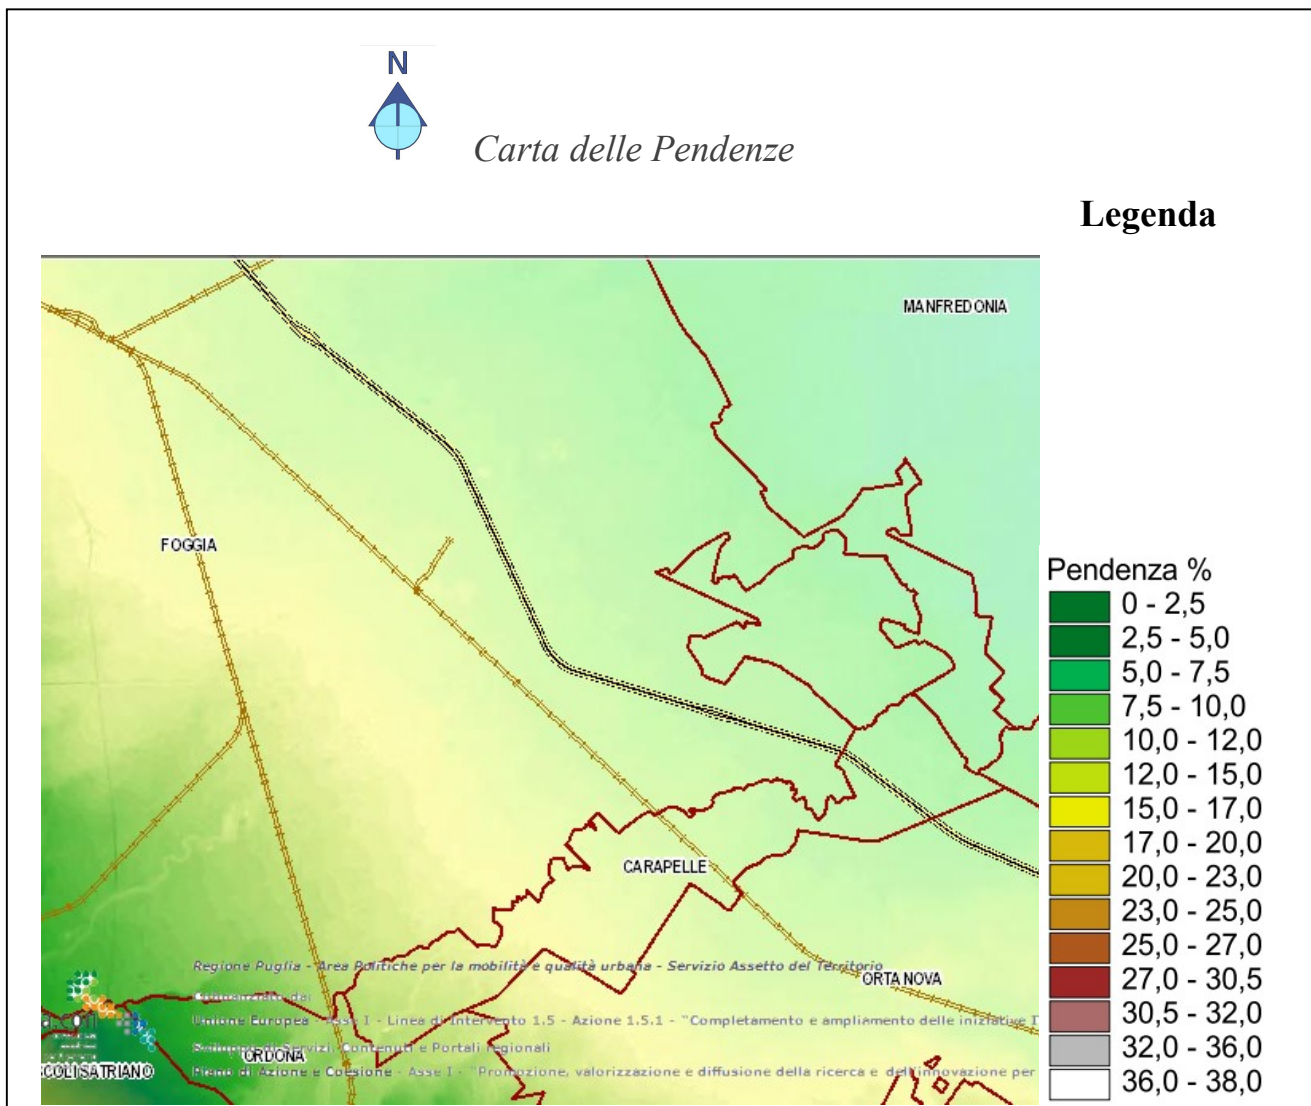 N
Carta delle Pendenze
Legenda
MANFREDONIA
FOGGIA
CARAPELLE
ORTA NOVA
Regione Puglia - Area Politiche per la mobilità e qualità urbana - Servizio Assetto del Territorio
Cofinanziato da:
Unione Europea - Asse I - Linea di Intervento 1.5 - Azione 1.5.1 - "Completamento e ampliamento delle iniziative
Sviluppo di Servizi, Contenuti e Portali regionali
ORDONA
COLI SATRIANO
Piano di Azione e Coesione - Asse I - "Promozione, valorizzazione e diffusione della ricerca e dell'innovazione per
Pendenza %
0 - 2,5
2,5 - 5,0
5,0 - 7,5
7,5 - 10,0
10,0 - 12,0
12,0 - 15,0
15,0 - 17,0
17,0 - 20,0
20,0 - 23,0
23,0 - 25,0
25,0 - 27,0
27,0 - 30,5
30,5 - 32,0
32,0 - 36,0
36,0 - 38,0